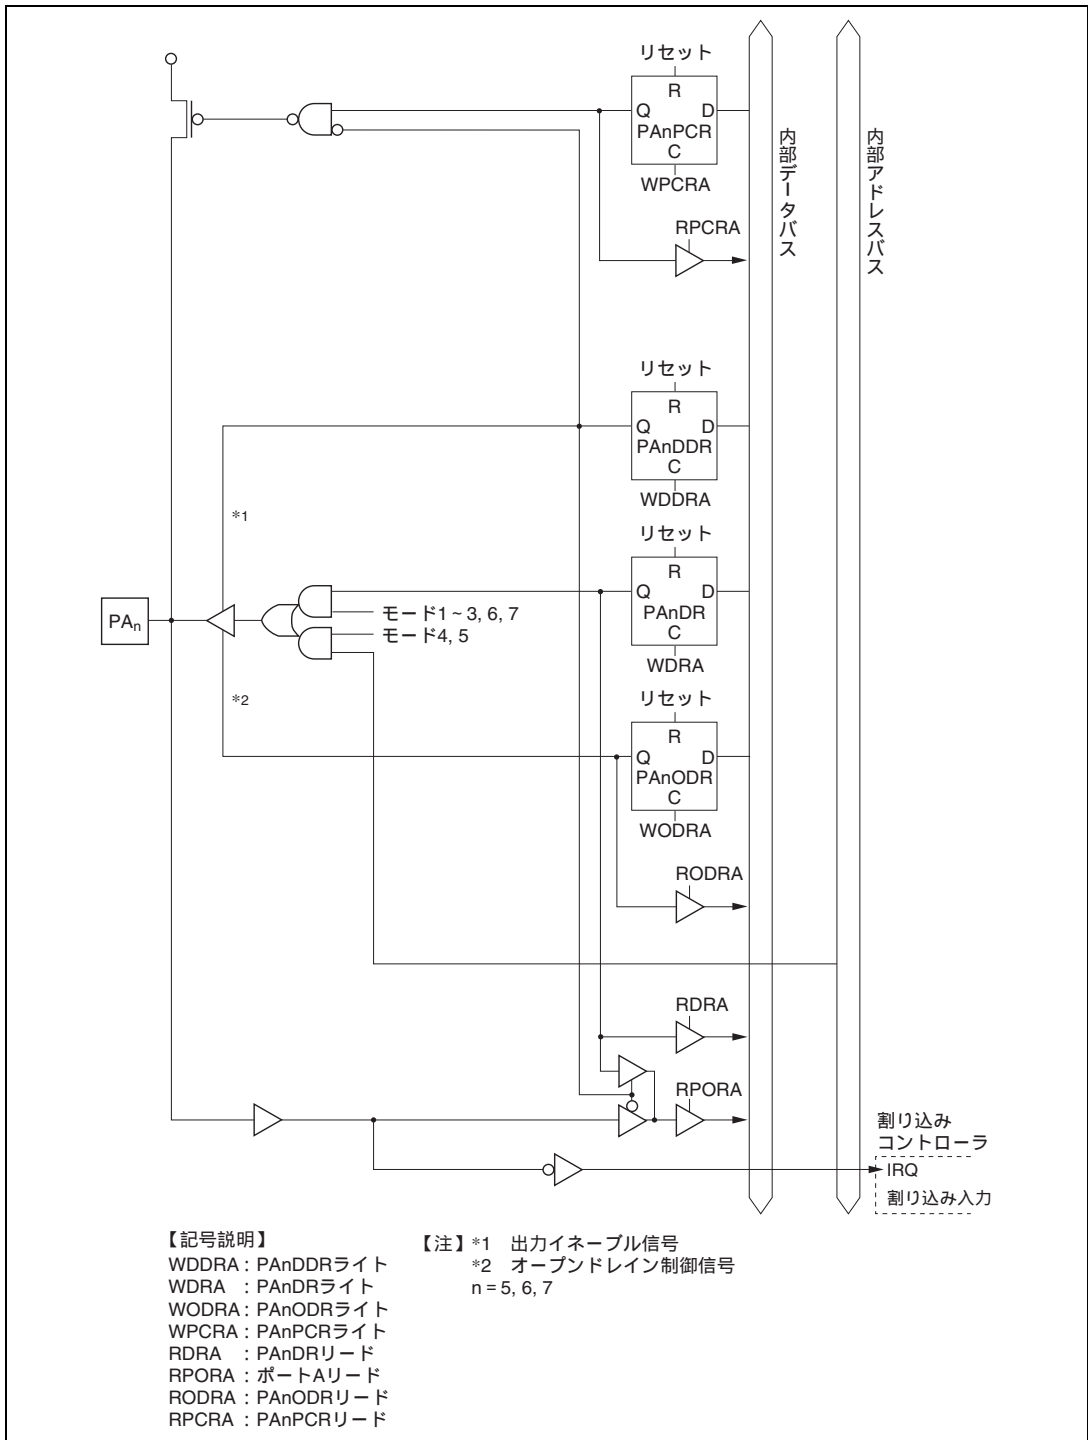 リセット
R
Q D
PAnPCR
C
WPCRA
RPCRA
内部データバス
内部アドレスバス
リセット
R
Q D
PAnDDR
C
WDDRA
*1
リセット
R
Q D
PAnDR
C
WDRA
PAn
モード1~3, 6, 7
モード4, 5
*2
リセット
R
Q D
PAnODR
C
WODRA
RODRA
RDRA
RPORA
割り込み
コントローラ
IRQ
割り込み入力
【記号説明】
WDDRA : PAnDDRライト
WDRA : PAnDRライト
WODRA : PAnODRライト
WPCRA : PAnPCRライト
RDRA : PAnDRリード
RPORA : ポートAリード
RODRA : PAnODRリード
RPCRA : PAnPCRリード
【注】*1 出力イネーブル信号
*2 オープンドレイン制御信号
n = 5, 6, 7